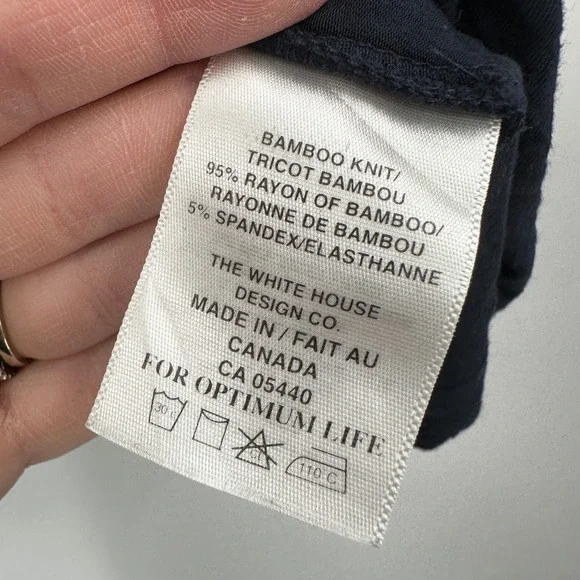 BAMBOO KNIT/
TRICOT BAMBOU
95% RAYON OF BAMBOO/
RAYONNE DE BAMBOU
5% SPANDEX/ELASTHANNE
THE WHITE HOUSE
DESIGN CO.
MADE IN / FAIT AU
CANADA
CA 05440
FOR OPTIMUM LIFE
30 C CL 110 C